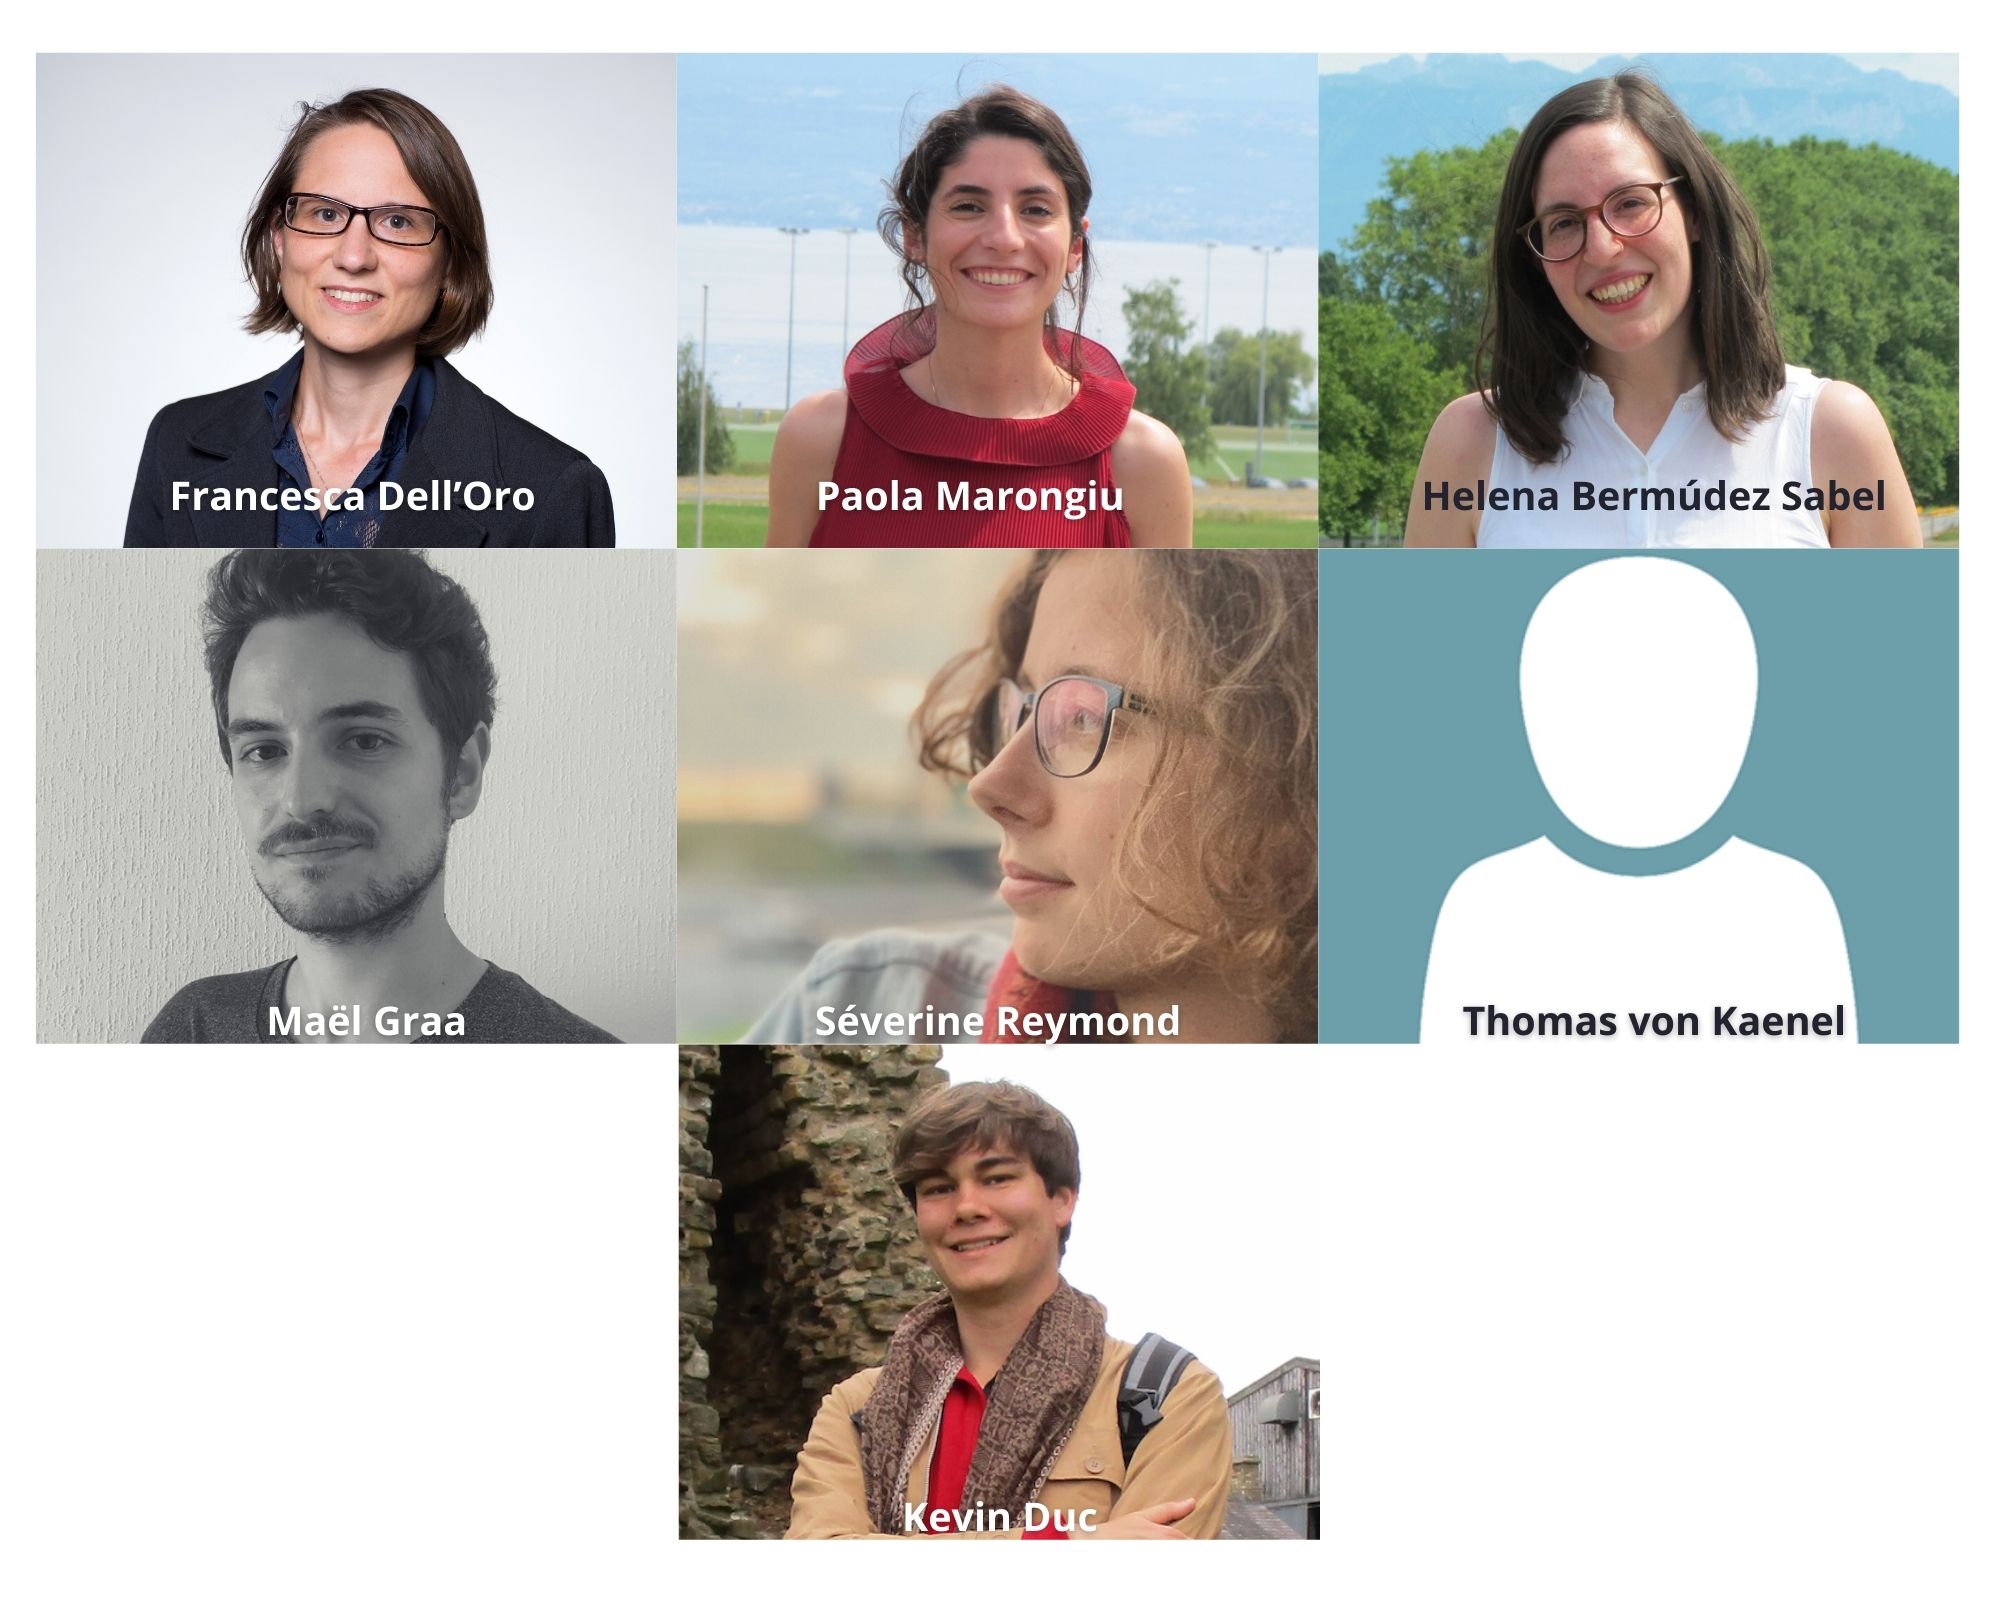 Francesca Dell’Oro
Paola Marongiu
Helena Bermúdez Sabel
Maël Graa
Séverine Reymond
Thomas von Kaenel
Kevin Duc